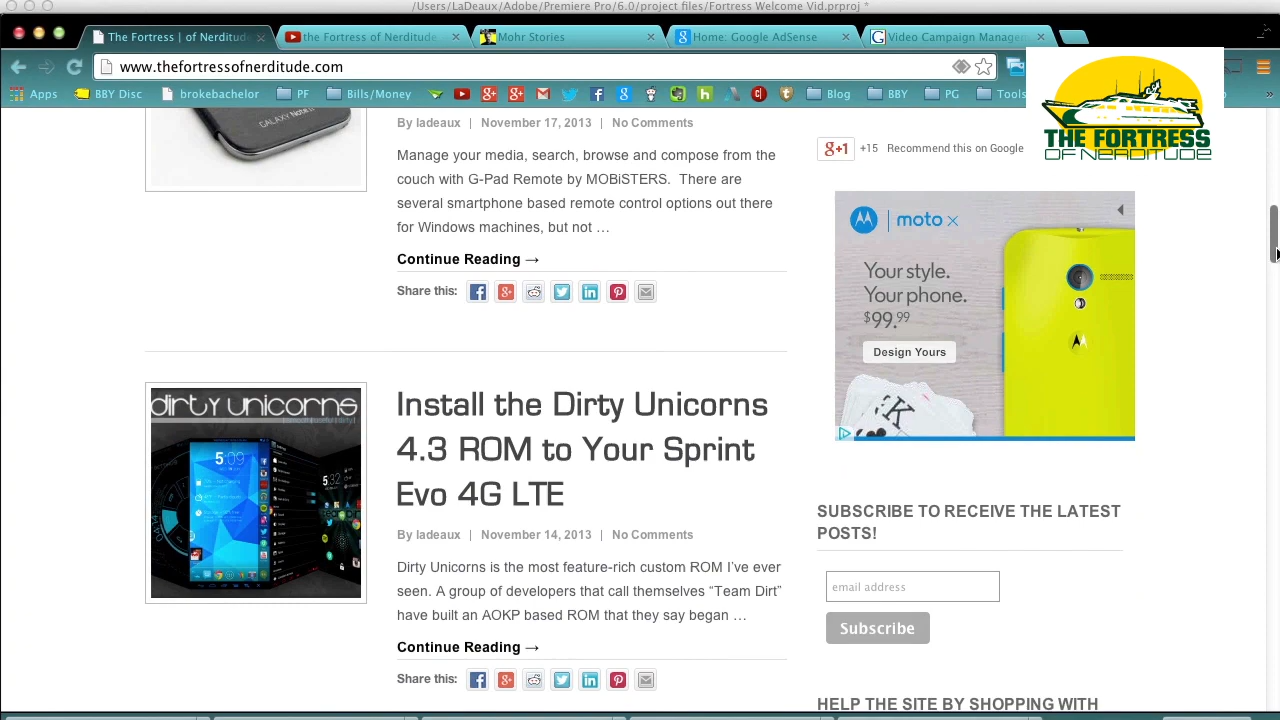 /Users/LaDeaux/Adobe/Premiere Pro/6.0/project files/Fortress Welcome Vid.prproj *
The Fortress | of Nerditude
the Fortress of Nerditude
Mohr Stories
Home: Google AdSense
Video Campaign Manage
www.thefortressofnerditude.com
Apps
BBY Disc
brokebachelor
PF
Blog
BBY
PG
Tools
THE FORTRESS
OF NERDITUDE
GALAXY Note II
By ladeaux | November 17, 2013 | No Comments
g+1 +15 Recommend this on Google
Manage your media, search, browse and compose from the
couch with G-Pad Remote by MOBiSTERS. There are
several smartphone based remote control options out there
for Windows machines, but not …
Continue Reading →
Share this:
moto x
Your style.
Your phone.
$99.99
Design Yours
dirty unicorns
5:09
Install the Dirty Unicorns
4.3 ROM to Your Sprint
Evo 4G LTE
By ladeaux | November 14, 2013 | No Comments
Dirty Unicorns is the most feature-rich custom ROM I've ever
seen. A group of developers that call themselves “Team Dirt”
have built an AOKP based ROM that they say began …
Continue Reading →
Share this:
SUBSCRIBE TO RECEIVE THE LATEST
POSTS!
email address
Subscribe
HELP THE SITE BY SHOPPING WITH